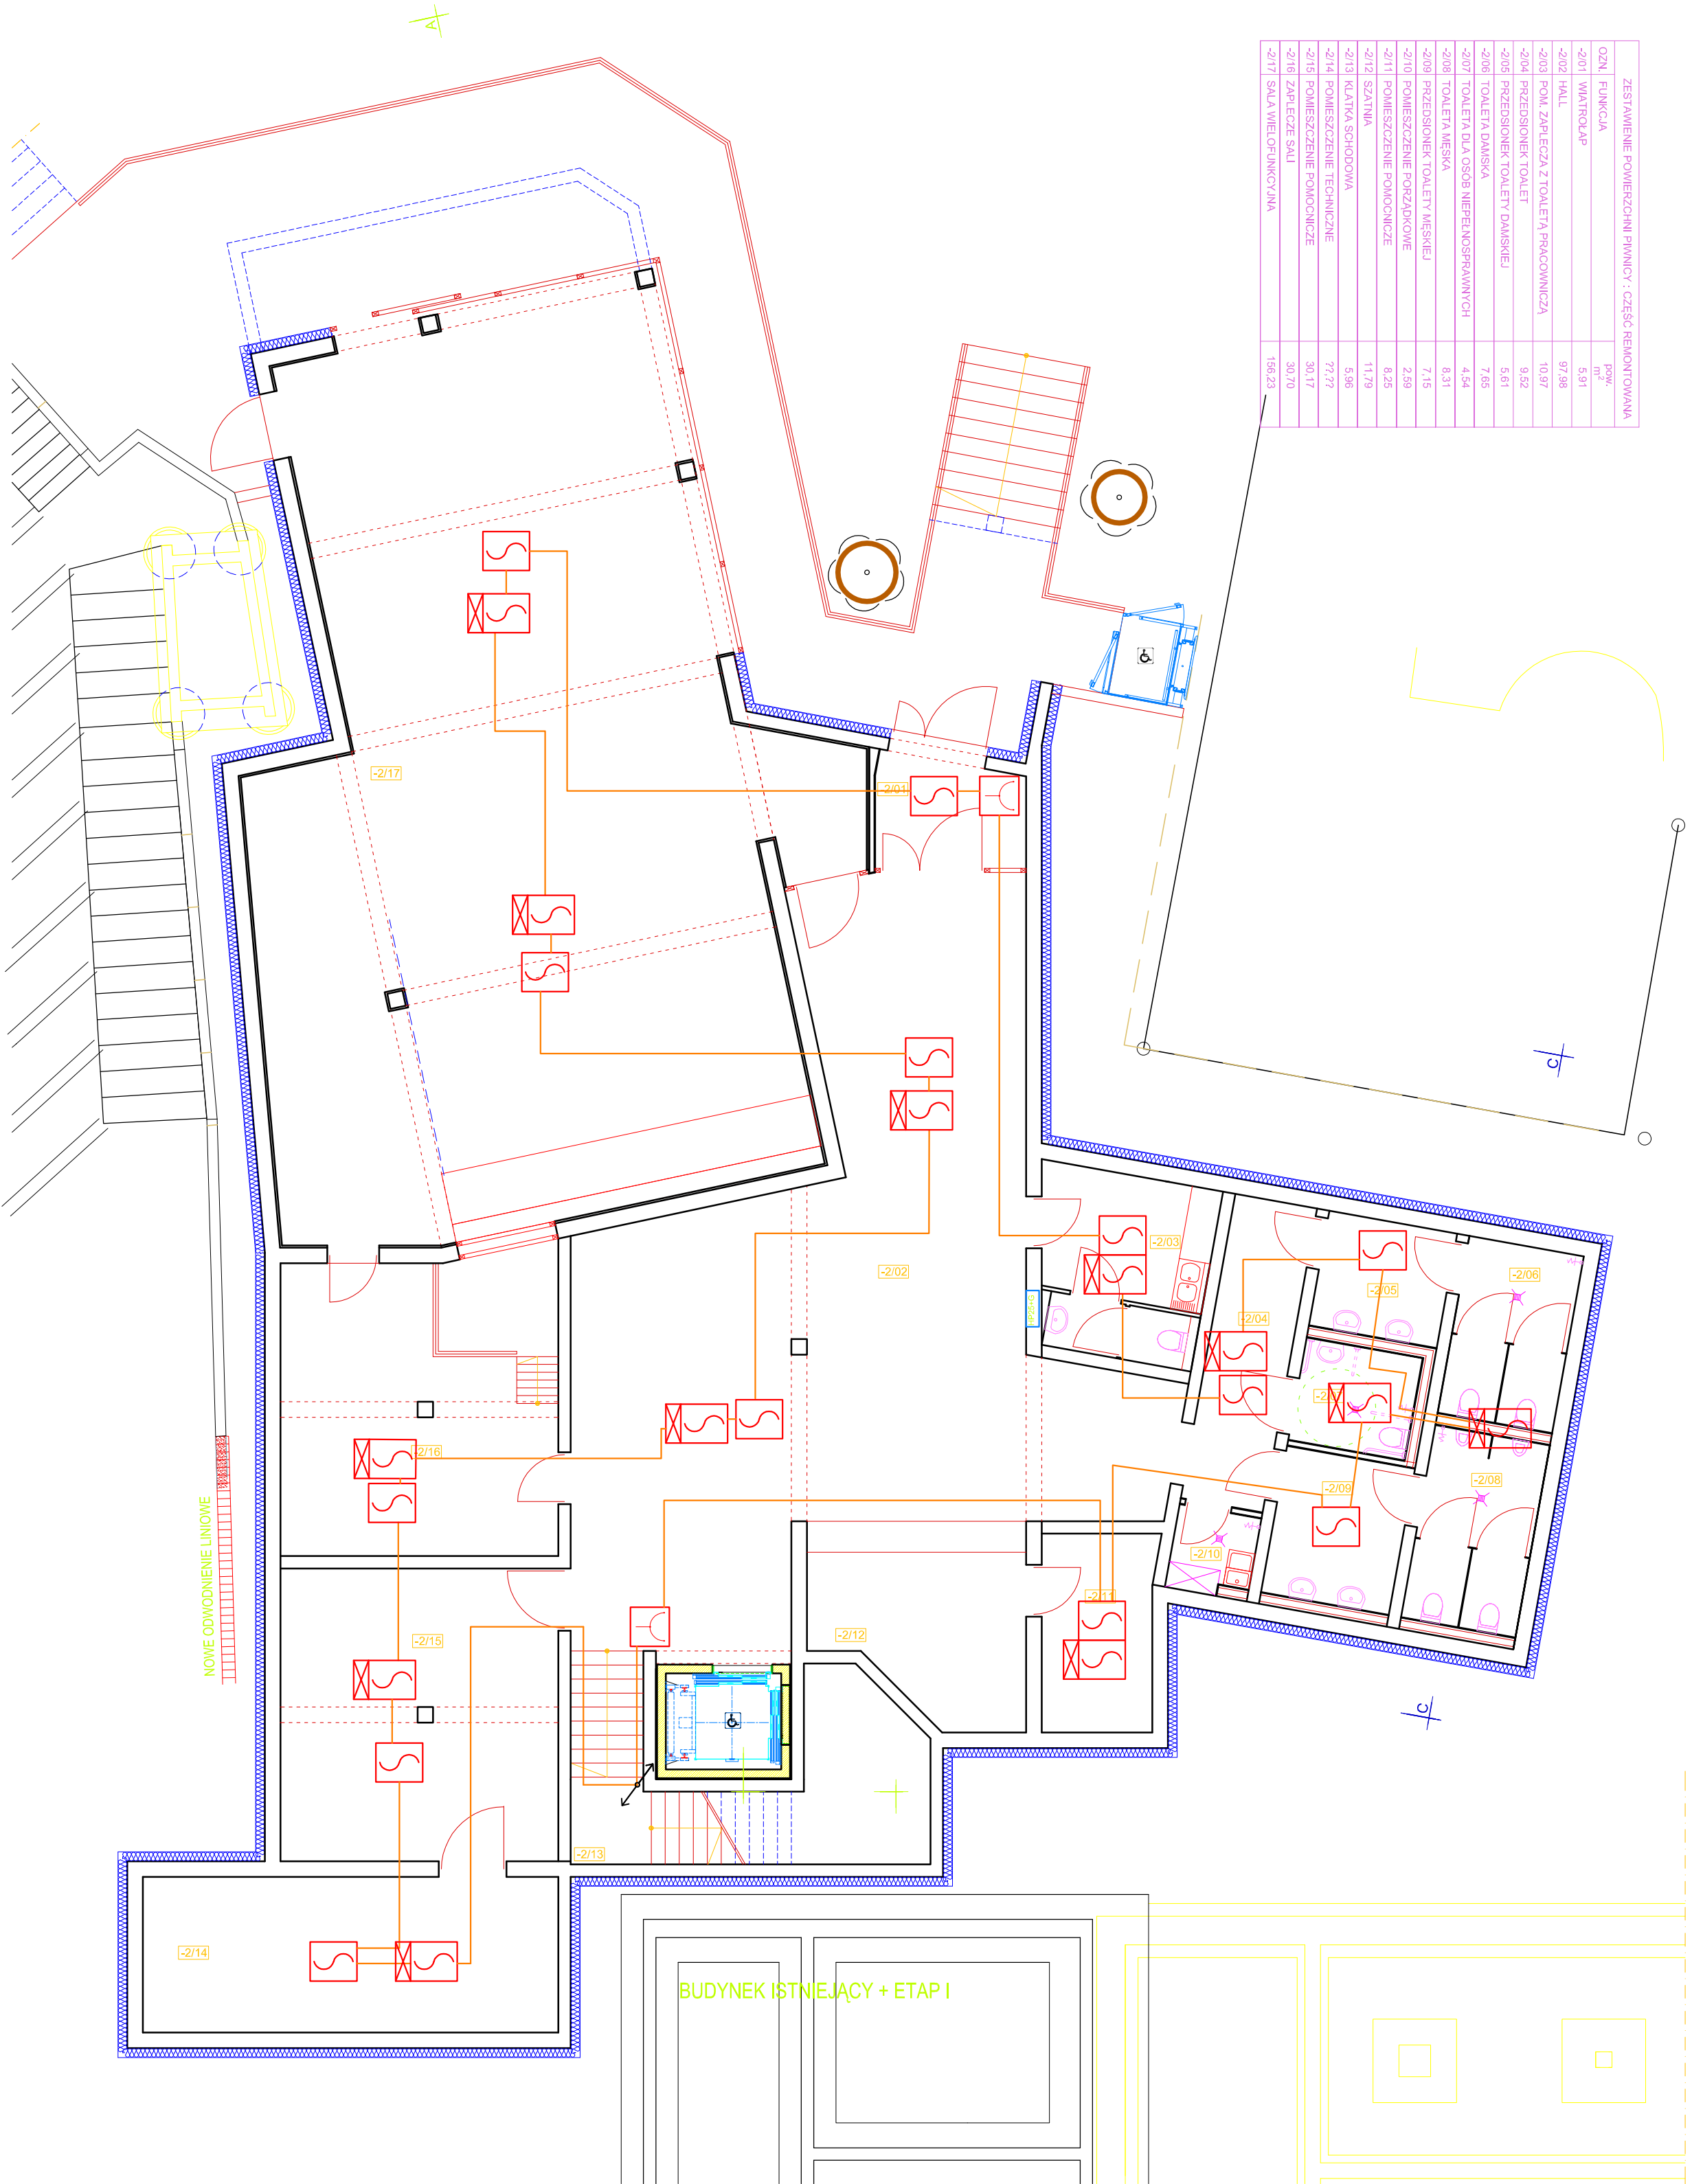 ZESTAWIENIE POWIERZCHNI PIWNICY : CZĘŚĆ REMONTOWANA
OZN. FUNKCJA pow. m²
-2/01 WIATROŁAP 5,91
-2/02 HALL 97,98
-2/03 POM. ZAPLECZA Z TOALETĄ PRACOWNICZĄ 10,97
-2/04 PRZEDSIONEK TOALET 9,52
-2/05 PRZEDSIONEK TOALETY DAMSKIEJ 5,61
-2/06 TOALETA DAMSKA 7,65
-2/07 TOALETA DLA OSÓB NIEPEŁNOSPRAWNYCH 4,54
-2/08 TOALETA MĘSKA 8,31
-2/09 PRZEDSIONEK TOALETY MĘSKIEJ 7,15
-2/10 POMIESZCZENIE PORZĄDKOWE 2,59
-2/11 POMIESZCZENIE POMOCNICZE 8,25
-2/12 SZATNIA 11,79
-2/13 KLATKA SCHODOWA 5,96
-2/14 POMIESZCZENIE TECHNICZNE ??,??
-2/15 POMIESZCZENIE POMOCNICZE 30,17
-2/16 ZAPLECZE SALI 30,70
-2/17 SALA WIELOFUNKCYJNA 156,23
A
-2/17
-2/01
C
-2/03
-2/02
-2/06
-2/05
-2/04
-2/16
-2/08
-2/09
-2/10
-2/11
-2/12
-2/15
NOWE ODWODNIENIE LINIOWE
C
-2/13
-2/14
BUDYNEK ISTNIEJĄCY + ETAP I